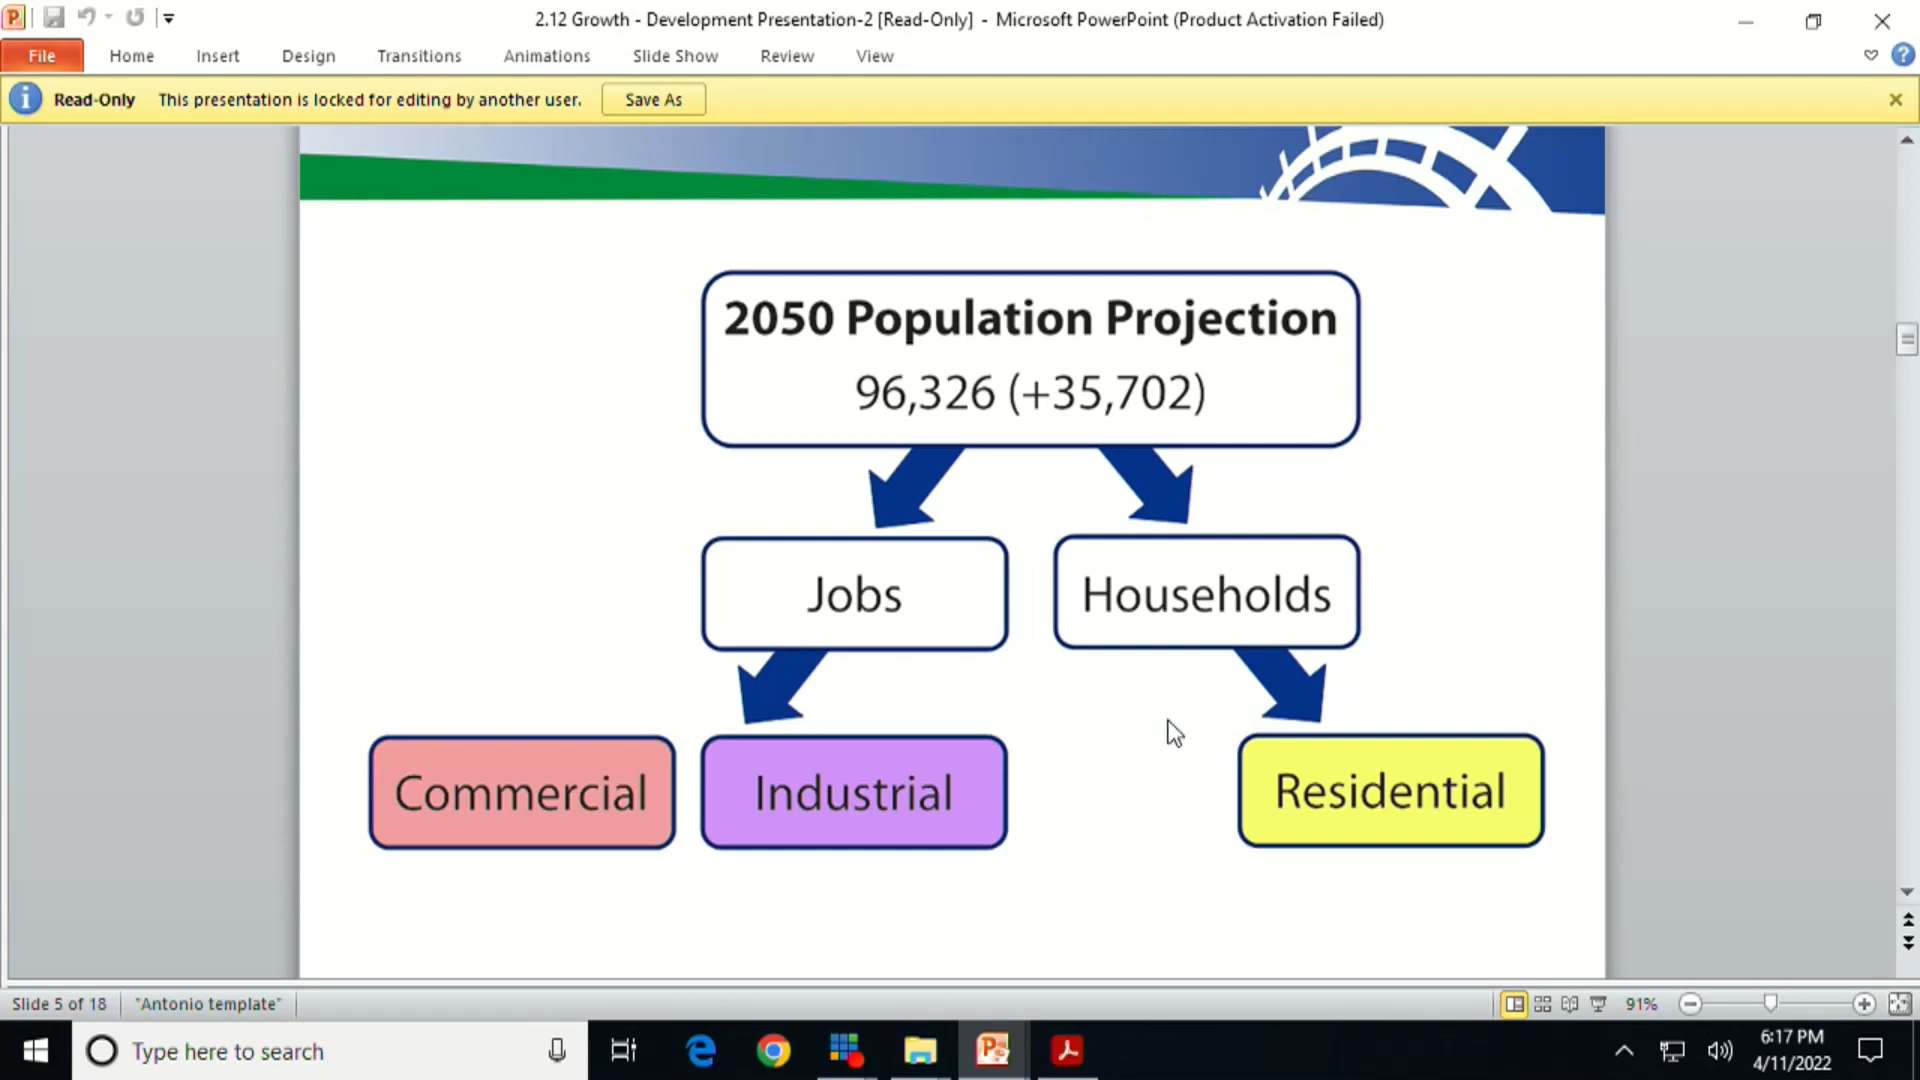 2.12 Growth - Development Presentation-2 [Read-Only] - Microsoft PowerPoint (Product Activation Failed)
File Home Insert Design Transitions Animations Slide Show Review View
Read-Only This presentation is locked for editing by another user. Save As
2050 Population Projection
96,326 (+35,702)
Jobs
Households
Commercial
Industrial
Residential
Slide 5 of 18 "Antonio template" 91%
Type here to search
6:17 PM
4/11/2022